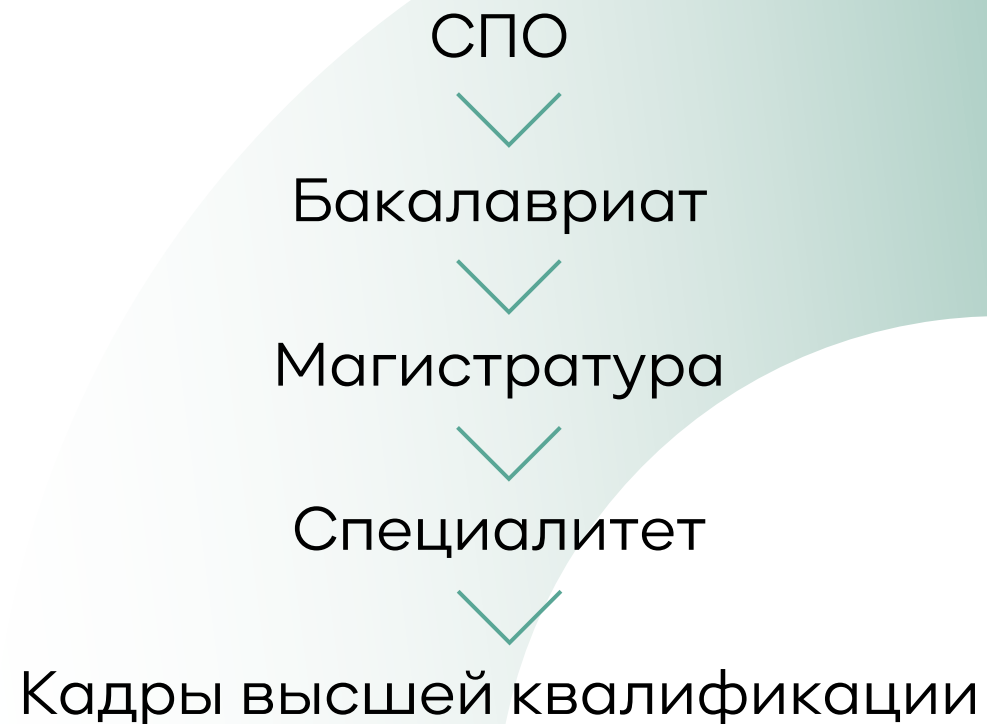 СПО
Бакалавриат
Магистратура
Специалитет
Кадры высшей квалификации